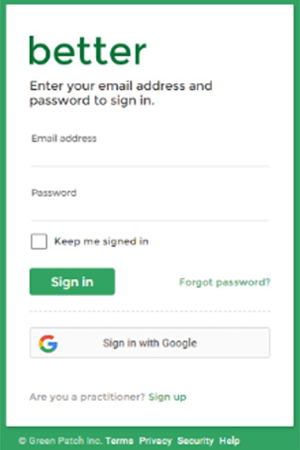 better
Enter your email address and
password to sign in.
Email address
Password
Keep me signed in
Sign in
Forgot password?
Sign in with Google
Are you a practitioner? Sign up
© Green Patch Inc. Terms Privacy Security Help